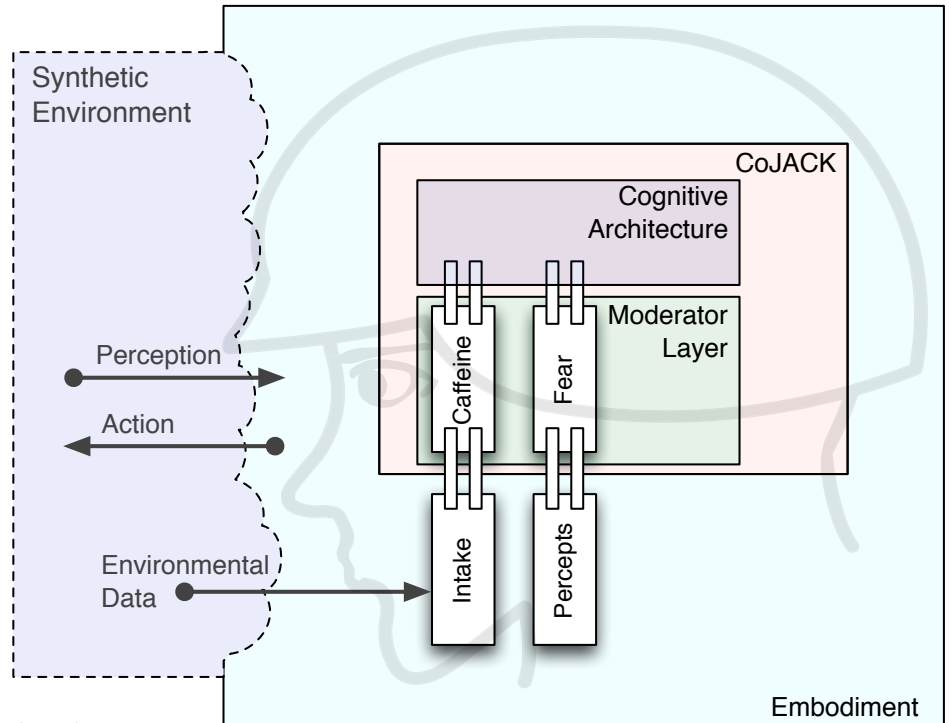 Synthetic
Environment
CoJACK
Cognitive
Architecture
Moderator
Layer
Perception
Caffeine
Fear
Action
Environmental
Data
Intake
Percepts
Embodiment